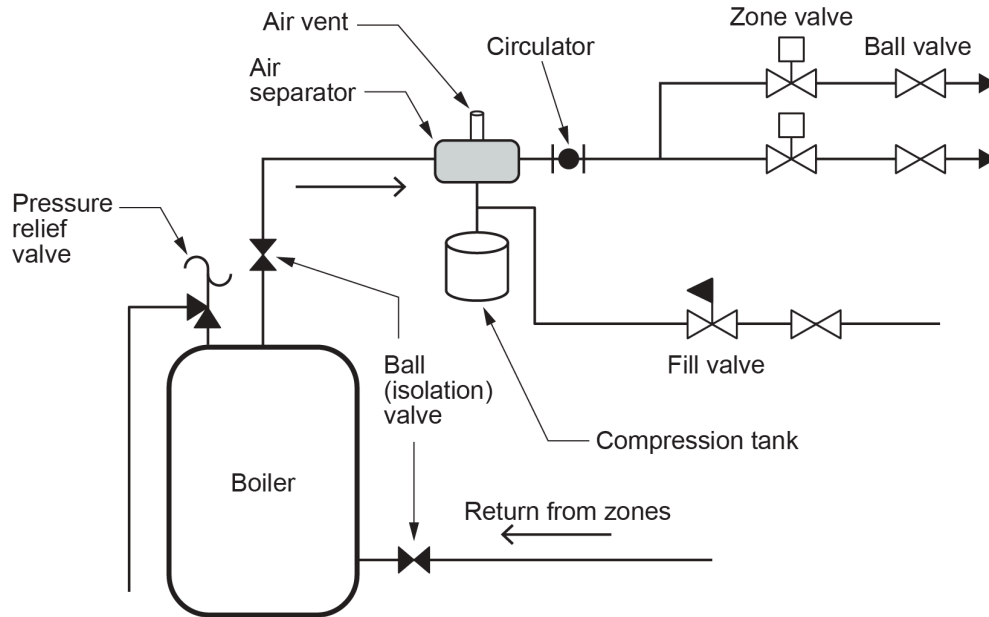 Air vent
Air
separator
Circulator
Zone valve
Ball valve
Pressure
relief
valve
Ball
(isolation)
valve
Fill valve
Compression tank
Boiler
Return from zones